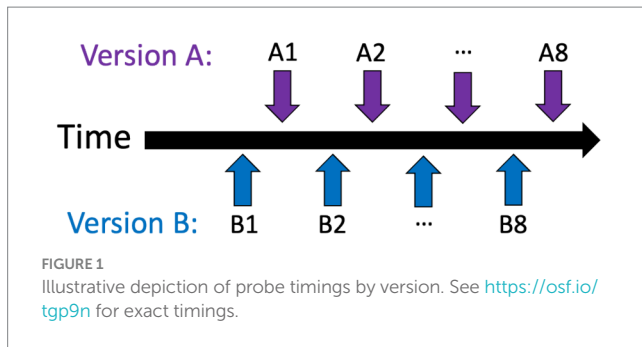 Version A: A1 A2 ... A8
Time
Version B: B1 B2 ... B8
FIGURE 1
Illustrative depiction of probe timings by version. See https://osf.io/
tgp9n for exact timings.